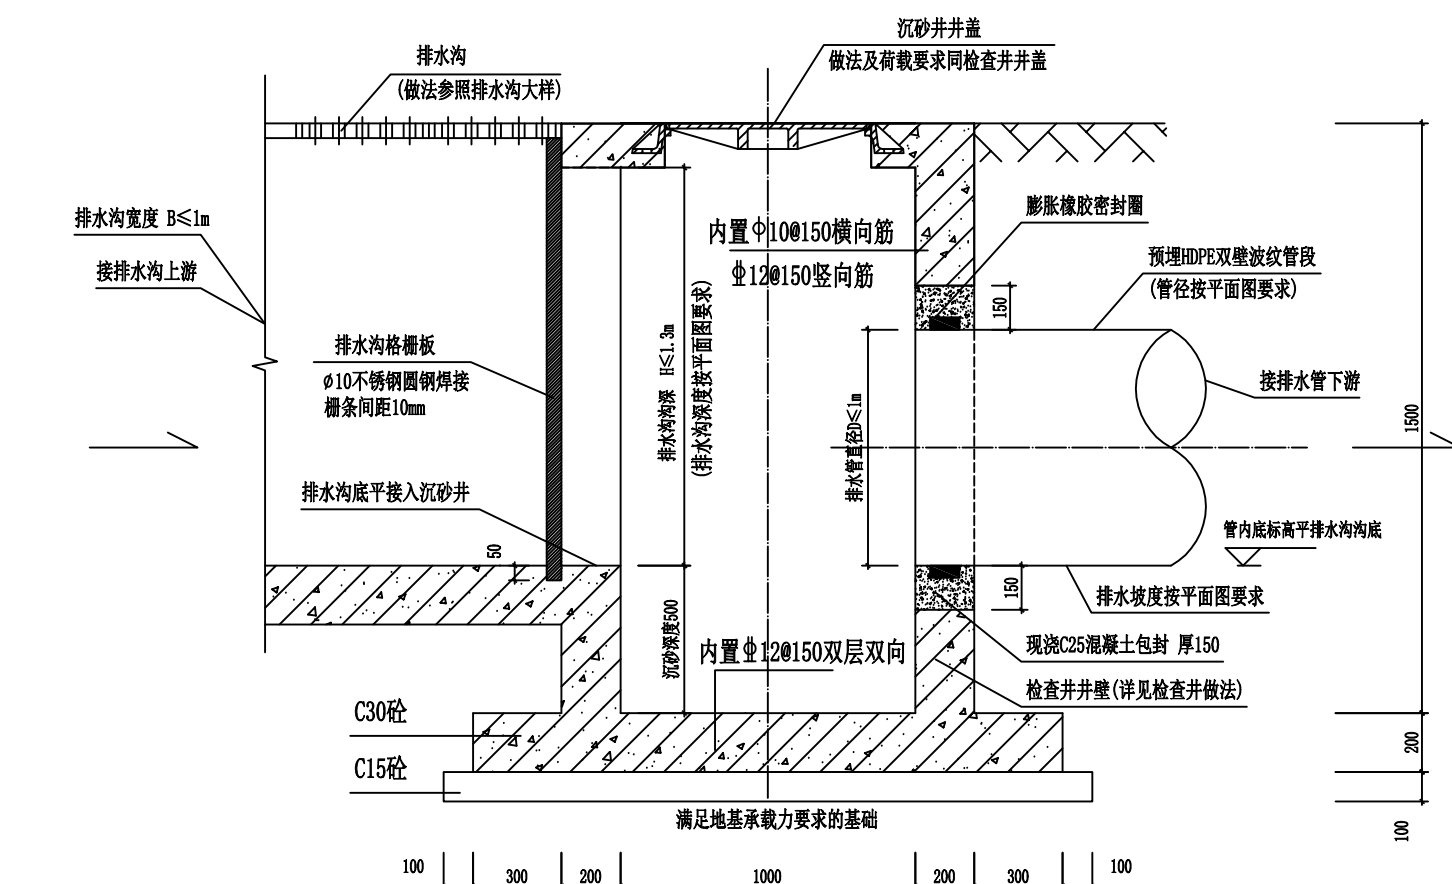 沉砂井井盖
做法及荷载要求同检查井井盖
排水沟
(做法参照排水沟大样)
排水沟宽度 B≤1m
接排水沟上游
膨胀橡胶密封圈
内置ϕ10@150横向筋
⏀12@150竖向筋
预埋HDPE双壁波纹管段
(管径按平面图要求)
150
排水沟格栅板
ϕ10不锈钢圆钢焊接
栅条间距10mm
排水沟沟深 H≤1.3m
(排水沟深度按平面图要求)
接排水管下游
排水管直径D≤1m
1500
排水沟底平接入沉砂井
管内底标高平排水沟沟底
50
150
排水坡度按平面图要求
沉砂深度500
内置⏀12@150双层双向
现浇C25混凝土包封 厚150
检查井井壁(详见检查井做法)
C30砼
200
C15砼
满足地基承载力要求的基础
100
100 300 200 1000 200 300 100